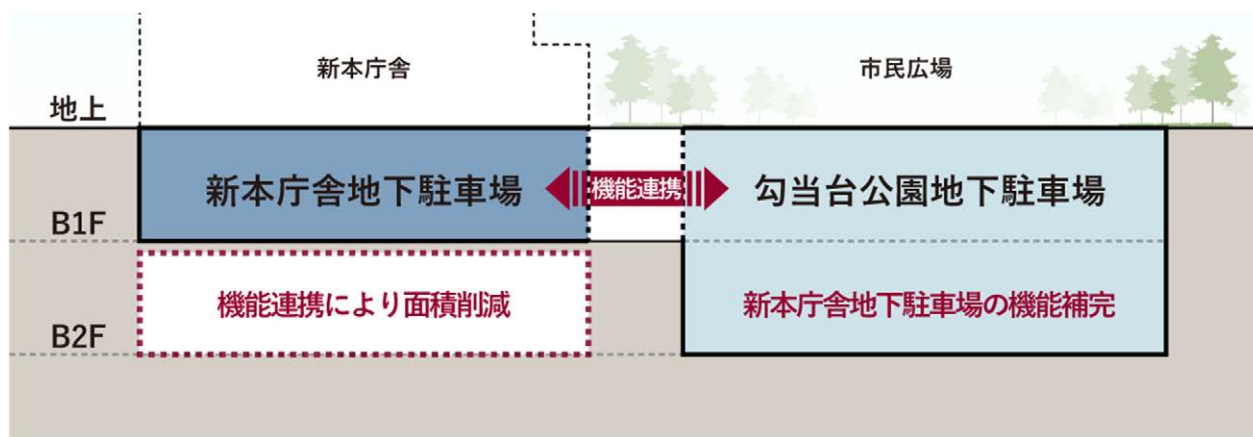 新本庁舎
市民広場
地上
新本庁舎地下駐車場
機能連携
勾当台公園地下駐車場
B1F
機能連携により面積削減
新本庁舎地下駐車場の機能補完
B2F